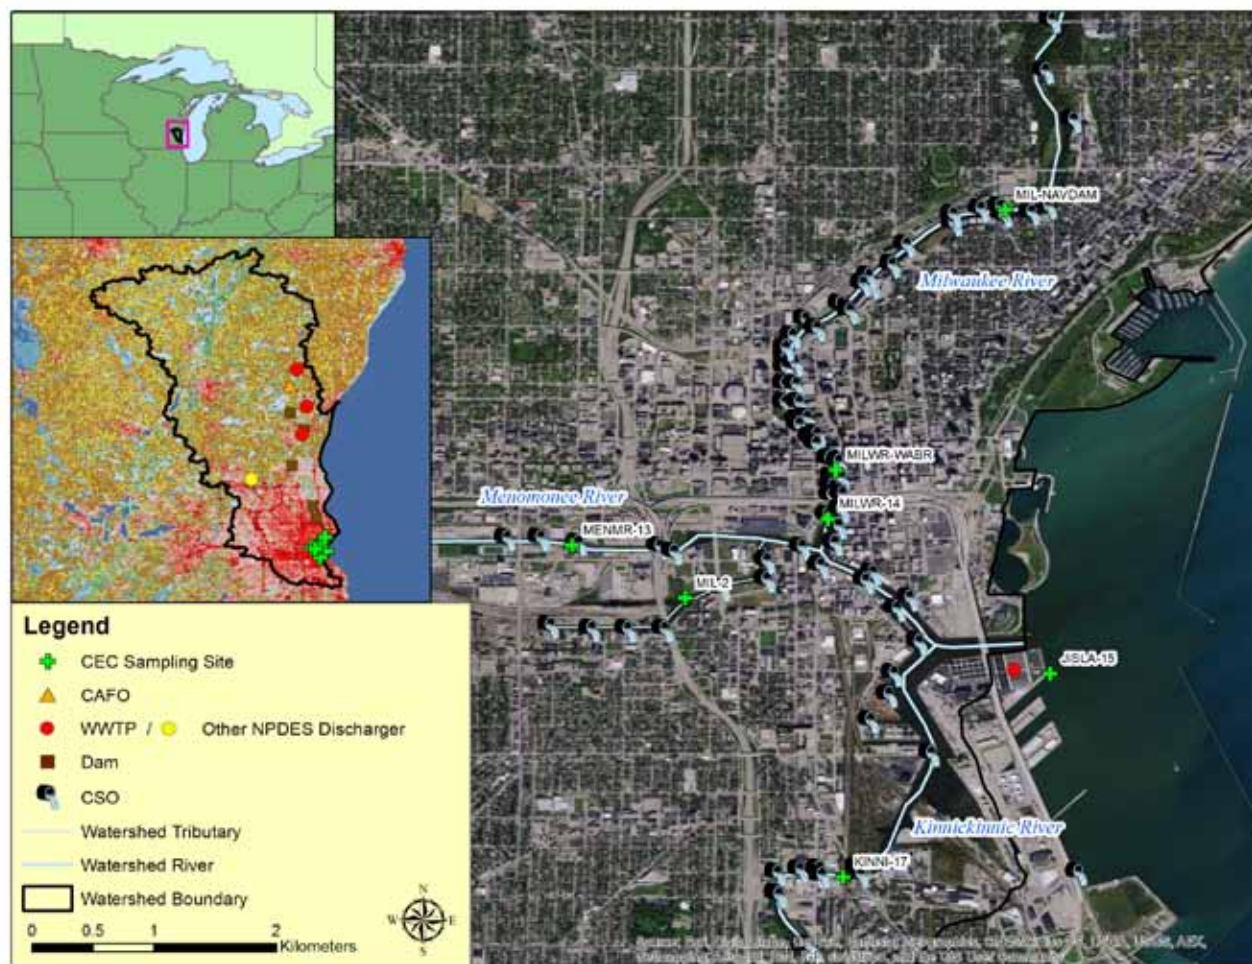 MIL-NAVDAM
Milwaukee River
MILWR-WABR
Menomonee River
MILWR-14
MENMR-13
MIL-2
JISLA-15
Kinnickinnic River
KINNI-17
Legend
CEC Sampling Site
CAFO
WWTP / Other NPDES Discharger
Dam
CSO
Watershed Tributary
Watershed River
Watershed Boundary
N
W E
S
0 0.5 1 2
Kilometers